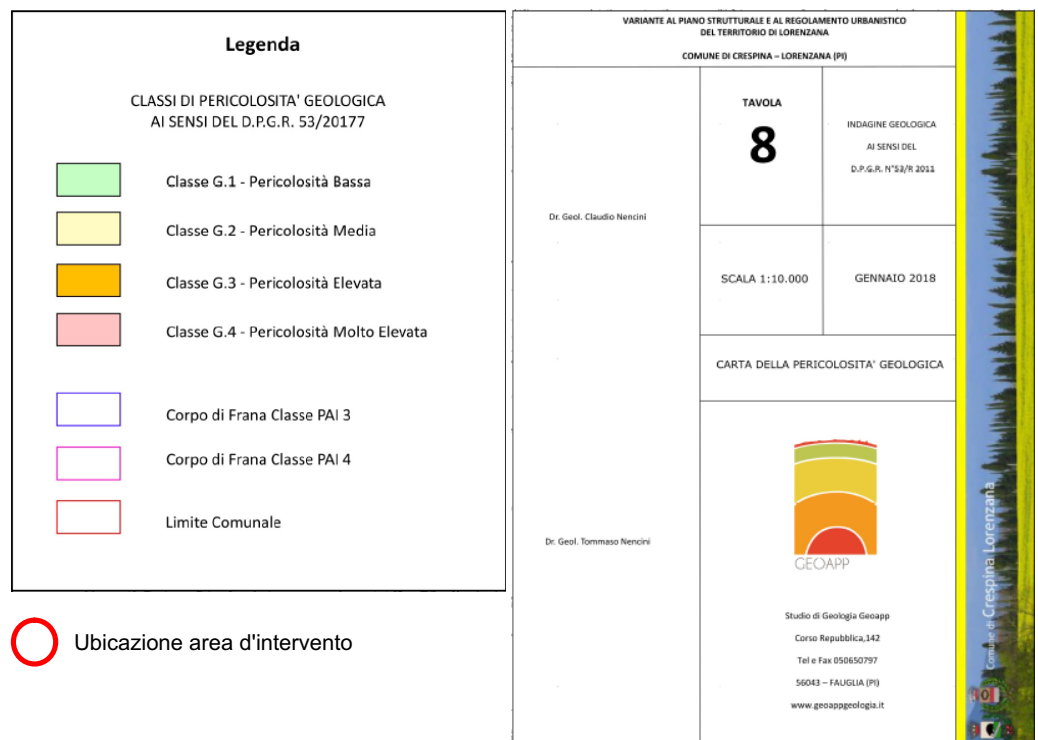 Legenda
CLASSI DI PERICOLOSITA' GEOLOGICA
AI SENSI DEL D.P.G.R. 53/20177
Classe G.1 - Pericolosità Bassa
Classe G.2 - Pericolosità Media
Classe G.3 - Pericolosità Elevata
Classe G.4 - Pericolosità Molto Elevata
Corpo di Frana Classe PAI 3
Corpo di Frana Classe PAI 4
Limite Comunale
Ubicazione area d'intervento
VARIANTE AL PIANO STRUTTURALE E AL REGOLAMENTO URBANISTICO
DEL TERRITORIO DI LORENZANA
COMUNE DI CRESPINA – LORENZANA (PI)
Dr. Geol. Claudio Nencini
Dr. Geol. Tommaso Nencini
TAVOLA
8
INDAGINE GEOLOGICA
AI SENSI DEL
D.P.G.R. N°53/R 2011
SCALA 1:10.000
GENNAIO 2018
CARTA DELLA PERICOLOSITA' GEOLOGICA
GEOAPP
Studio di Geologia Geoapp
Corso Repubblica,142
Tel e Fax 050650797
56043 – FAUGLIA (PI)
www.geoappgeologia.it
Comune di Crespina Lorenzana